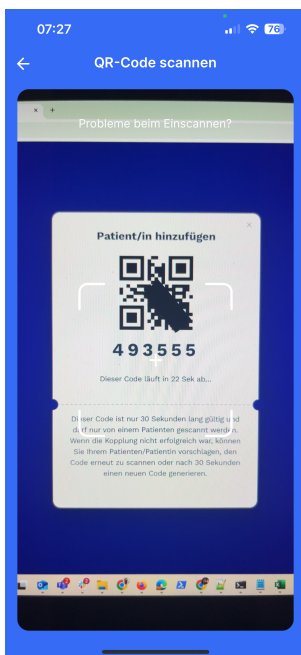 07:27
76
QR-Code scannen
Probleme beim Einscannen?
Patient/in hinzufügen
493555
Dieser Code läuft in 22 Sek ab...
Dieser Code ist nur 30 Sekunden lang gültig und
darf nur von einem Patienten gescannt werden.
Wenn die Kopplung nicht erfolgreich war, können
Sie Ihrem Patienten/Patientin vorschlagen, den
Code erneut zu scannen oder nach 30 Sekunden
einen neuen Code generieren.